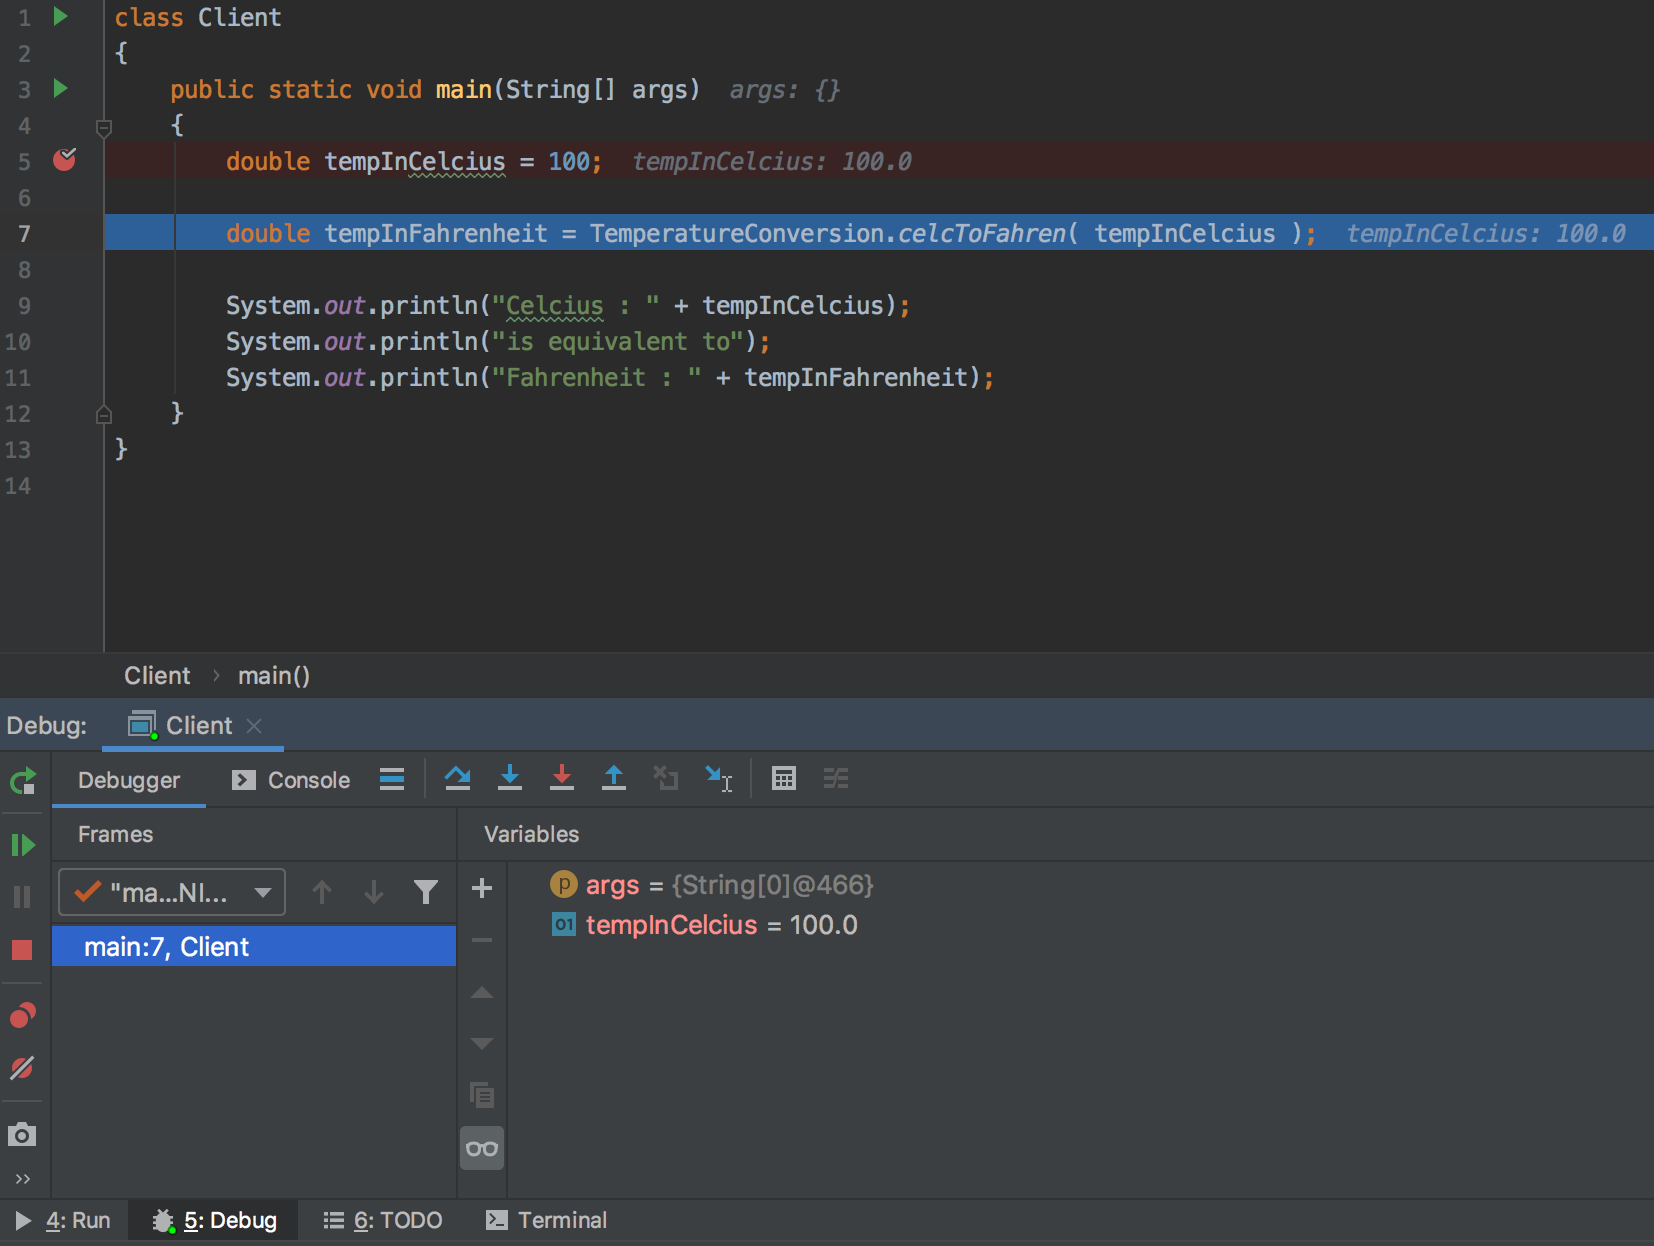 1 class Client
2 {
3 public static void main(String[] args) args: {}
4 {
5 double tempInCelcius = 100; tempInCelcius: 100.0
6
7 double tempInFahrenheit = TemperatureConversion.celcToFahren( tempInCelcius ); tempInCelcius: 100.0
8
9 System.out.println("Celcius : " + tempInCelcius);
10 System.out.println("is equivalent to");
11 System.out.println("Fahrenheit : " + tempInFahrenheit);
12 }
13 }
14
Client › main()
Debug: Client
Debugger Console
Frames Variables
"ma...NI...
p args = {String[0]@466}
01 tempInCelcius = 100.0
main:7, Client
4: Run 5: Debug 6: TODO Terminal